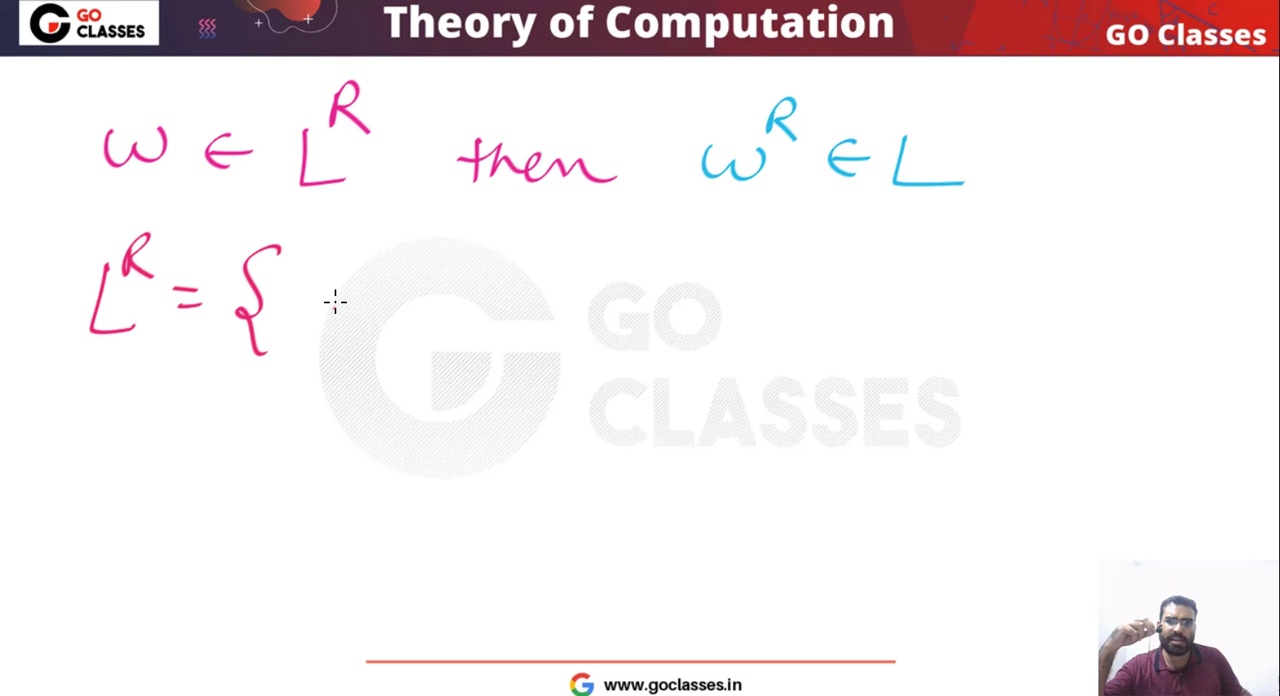 GO
CLASSES
Theory of Computation
GO Classes
w ∈ L^R then w^R ∈ L
L^R = {
GO
CLASSES
www.goclasses.in